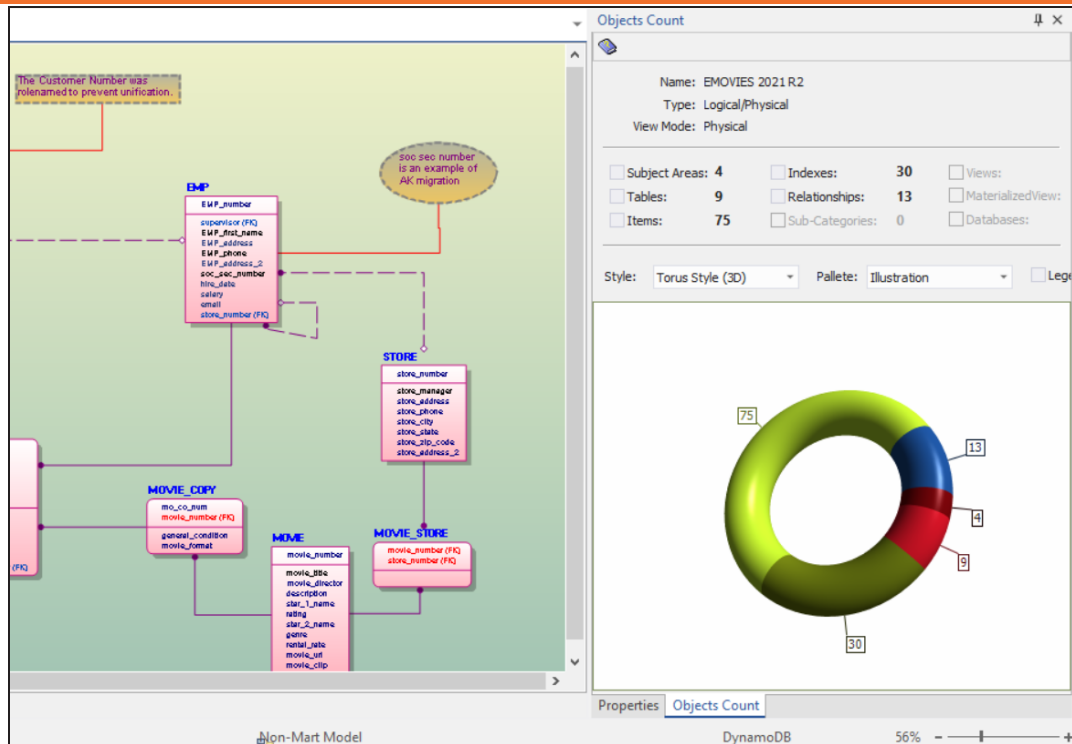 The Customer Number was
rolenamed to prevent unification.
soc sec number
is an example of
AK migration
EMP
EMP_number
supervisor (FK)
EMP_first_name
EMP_address
EMP_phone
EMP_address_2
soc_sec_number
hire_date
salary
email
store_number (FK)
STORE
store_number
store_manager
store_address
store_phone
store_city
store_state
store_zip_code
store_address_2
MOVIE_COPY
mo_co_num
movie_number (FK)
general_condition
movie_format
MOVIE
movie_number
movie_title
movie_director
description
star_1_name
rating
star_2_name
genre
rental_rate
movie_url
movie_clip
MOVIE_STORE
movie_number (FK)
store_number (FK)
(FK)
Objects Count
Name: EMOVIES 2021 R2
Type: Logical/Physical
View Mode: Physical
Subject Areas: 4 Indexes: 30 Views:
Tables: 9 Relationships: 13 MaterializedView:
Items: 75 Sub-Categories: 0 Databases:
Style: Torus Style (3D) Pallete: Illustration Lege
75
13
4
9
30
Properties Objects Count
Non-Mart Model DynamoDB 56%